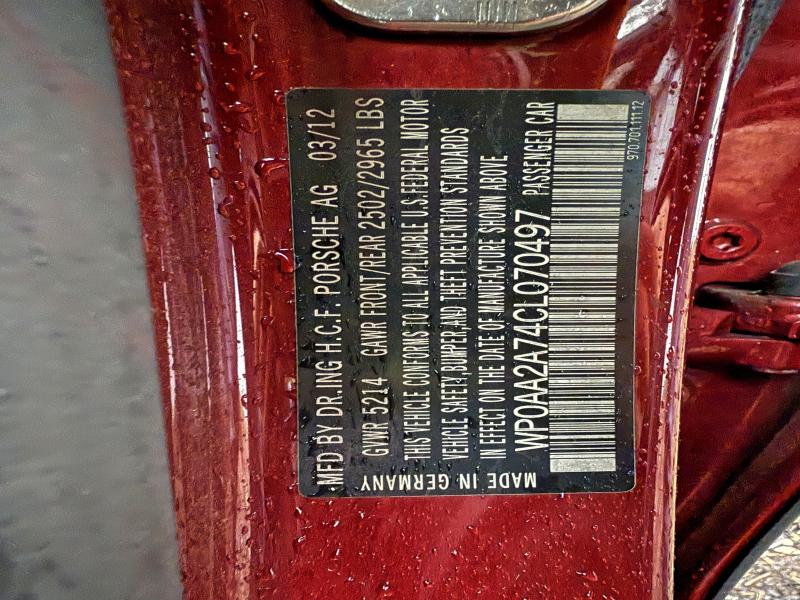 MFD BY DR.ING H.C.F. PORSCHE AG 03/12
GVWR 5214 GAWR FRONT/REAR 2502/2965 LBS
THIS VEHICLE CONFORMS TO ALL APPLICABLE U.S.FEDERAL MOTOR
VEHICLE SAFETY,BUMPER,AND THEFT PREVENTION STANDARDS
IN EFFECT ON THE DATE OF MANUFACTURE SHOWN ABOVE
WP0AA2A74CL070497 PASSENGER CAR
970.701.111.12
MADE IN GERMANY